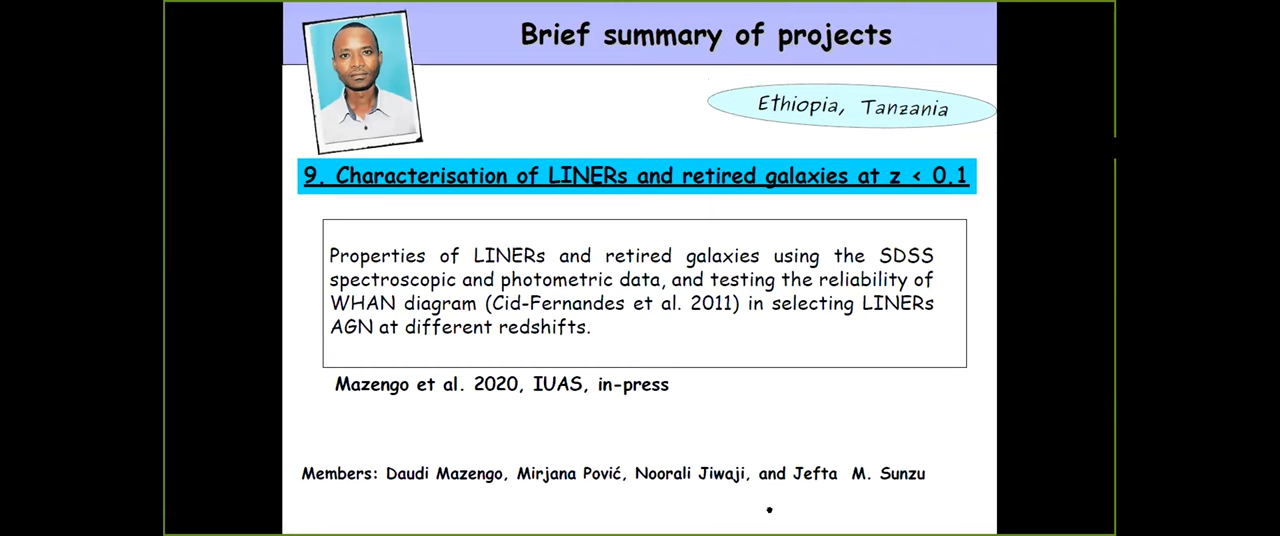 Brief summary of projects
Ethiopia, Tanzania
9. Characterisation of LINERs and retired galaxies at z < 0.1
Properties of LINERs and retired galaxies using the SDSS
spectroscopic and photometric data, and testing the reliability of
WHAN diagram (Cid-Fernandes et al. 2011) in selecting LINERs
AGN at different redshifts.
Mazengo et al. 2020, IUAS, in-press
Members: Daudi Mazengo, Mirjana Pović, Noorali Jiwaji, and Jefta M. Sunzu